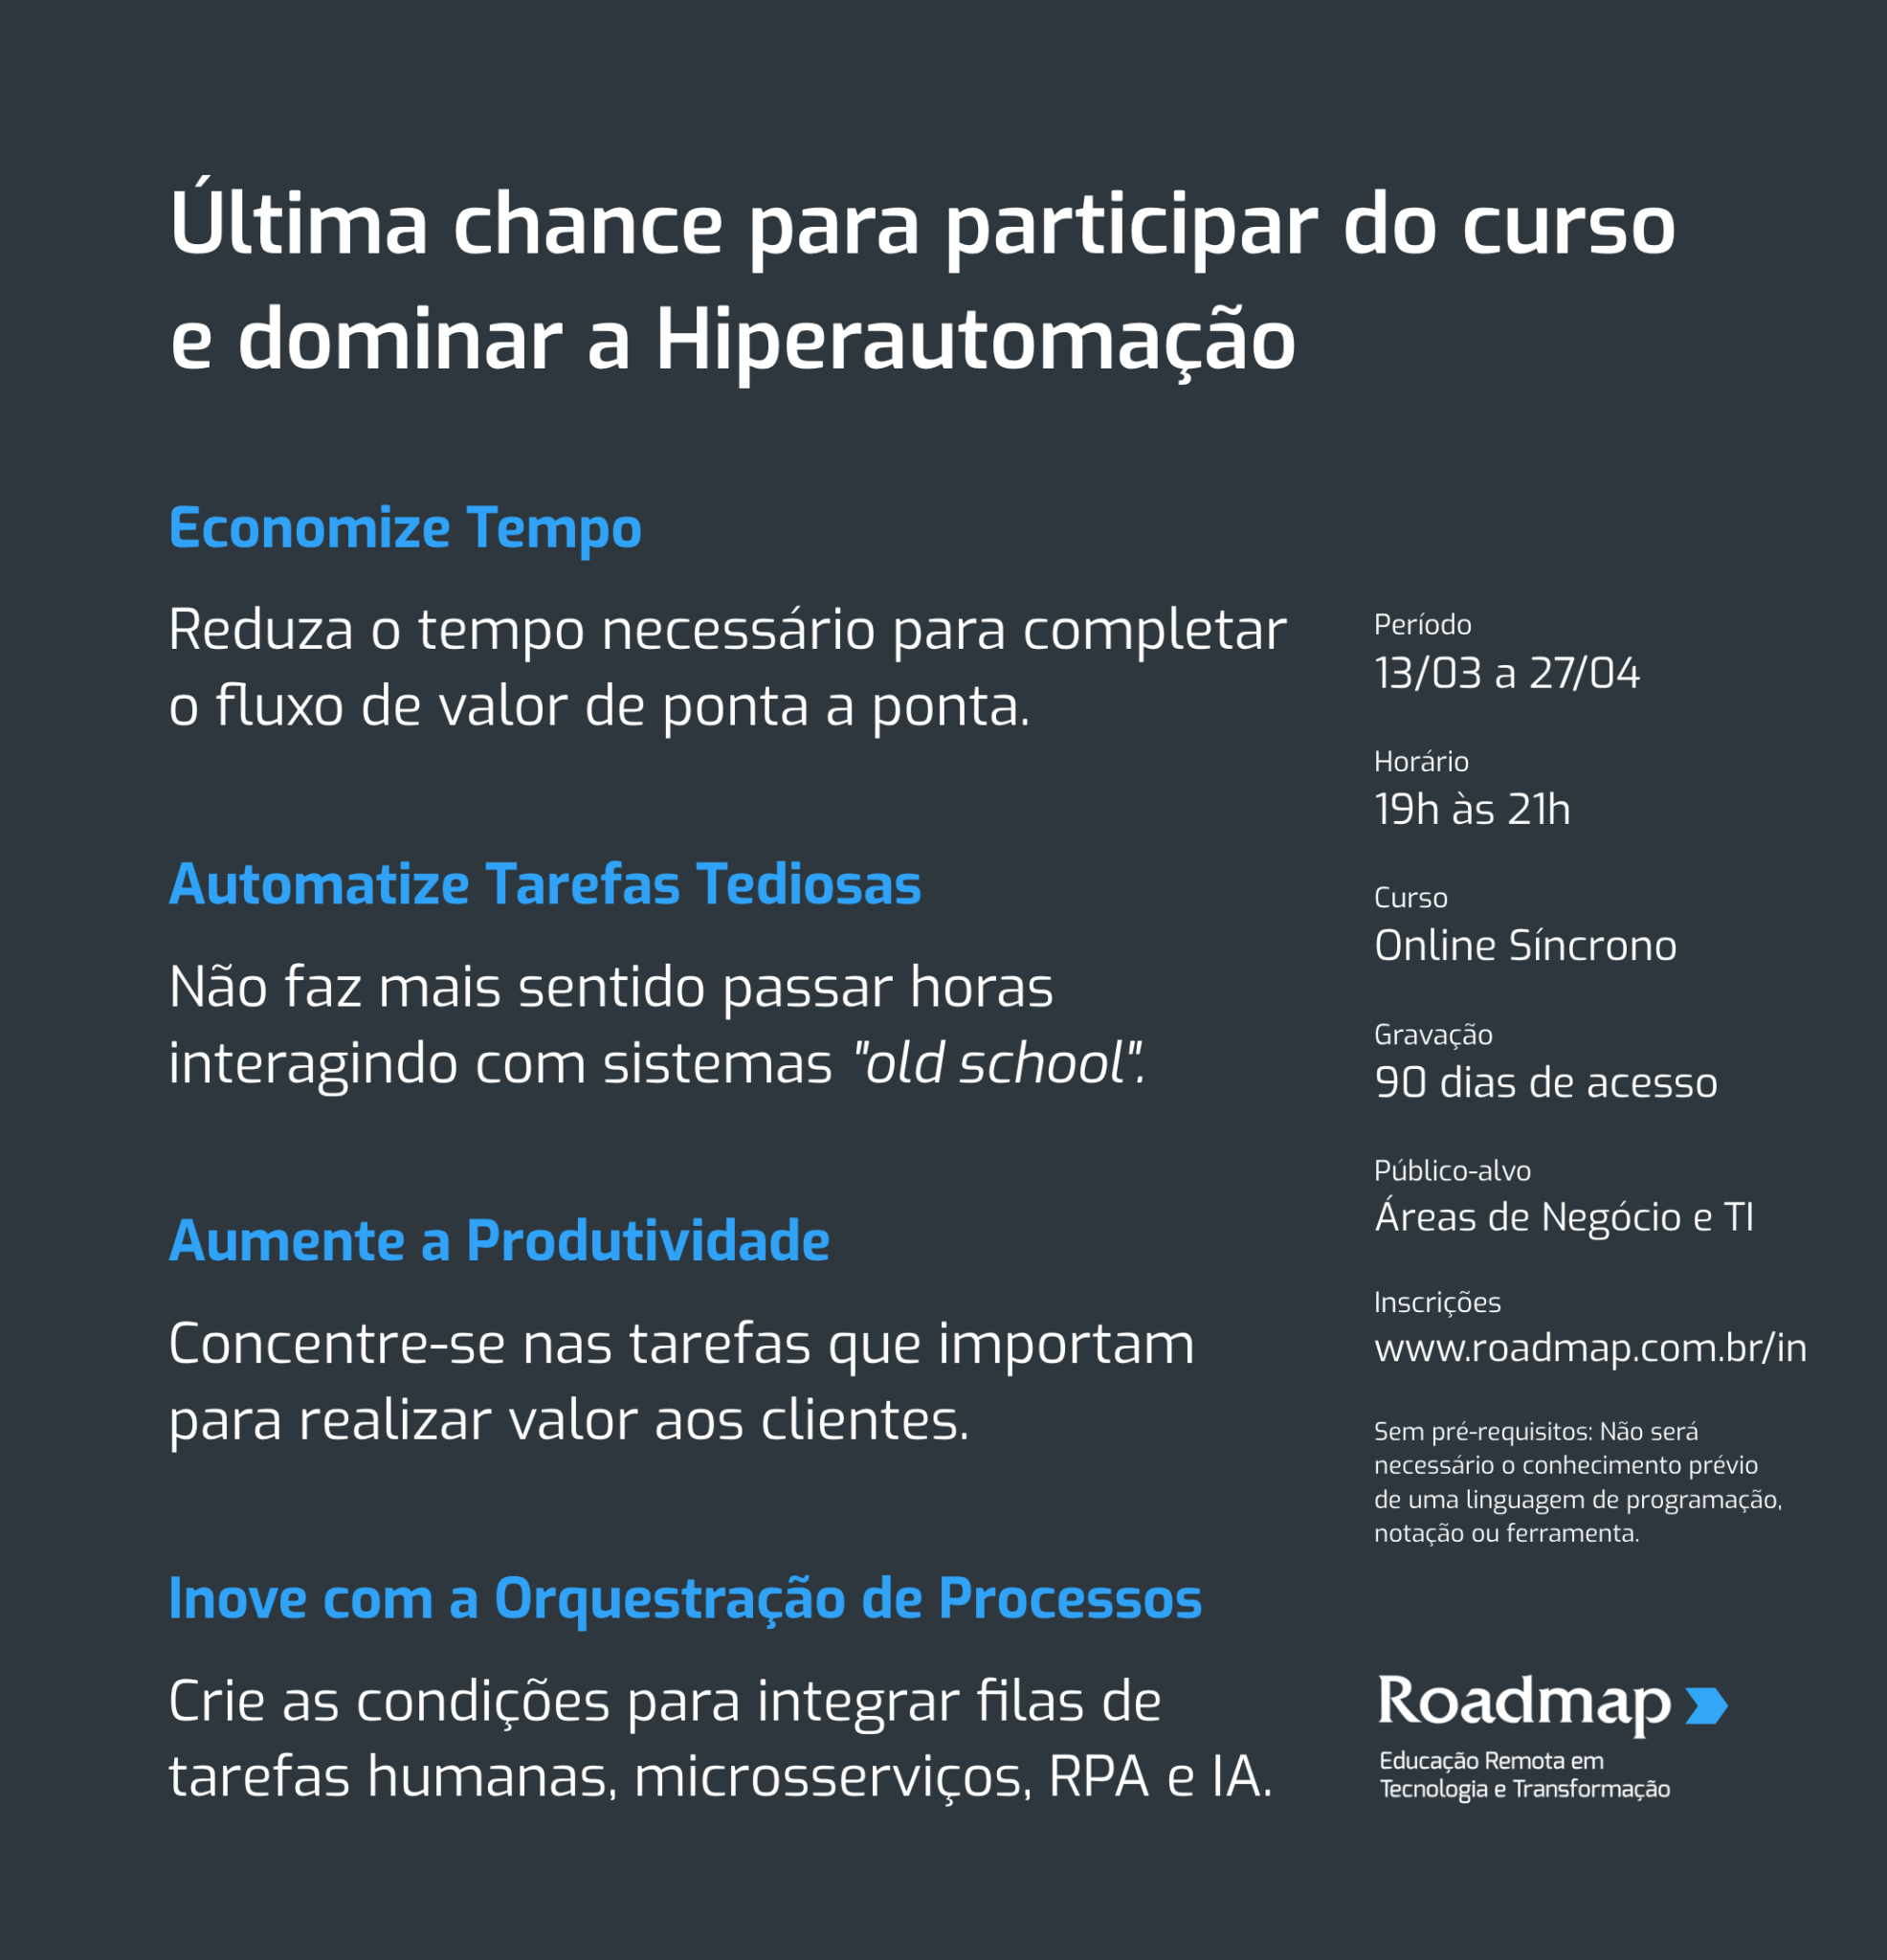 Última chance para participar do curso
e dominar a Hiperautomação
Economize Tempo
Reduza o tempo necessário para completar
o fluxo de valor de ponta a ponta.
Automatize Tarefas Tediosas
Não faz mais sentido passar horas
interagindo com sistemas "old school".
Aumente a Produtividade
Concentre-se nas tarefas que importam
para realizar valor aos clientes.
Inove com a Orquestração de Processos
Crie as condições para integrar filas de
tarefas humanas, microsserviços, RPA e IA.
Período
13/03 a 27/04
Horário
19h às 21h
Curso
Online Síncrono
Gravação
90 dias de acesso
Público-alvo
Áreas de Negócio e TI
Inscrições
www.roadmap.com.br/in
Sem pré-requisitos: Não será
necessário o conhecimento prévio
de uma linguagem de programação,
notação ou ferramenta.
Roadmap
Educação Remota em
Tecnologia e Transformação